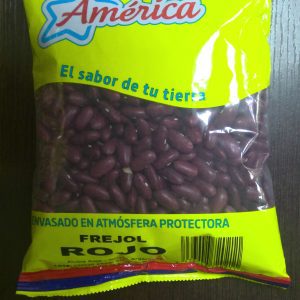 América
El sabor de tu tierra
ENVASADO EN ATMÓSFERA PROTECTORA
FREJOL
ROJO